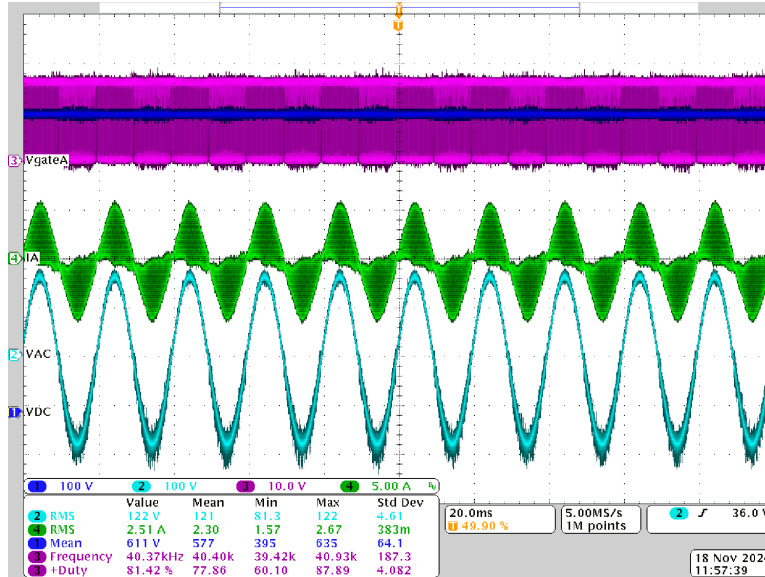 T
T
3 VgateA
4 IA
2 VAC
1 VDC
1 100 V 2 100 V 3 10.0 V 4 5.00 A
Value Mean Min Max Std Dev
2 RMS 122 V 121 81.3 122 4.61
4 RMS 2.51 A 2.30 1.57 2.67 383m
1 Mean 611 V 577 395 635 64.1
3 Frequency 40.37kHz 40.40k 39.42k 40.93k 187.3
3 +Duty 81.42 % 77.86 60.10 87.89 4.082
20.0ms
T 49.90 %
5.00MS/s
1M points
2 36.0
18 Nov 202
11:57:39